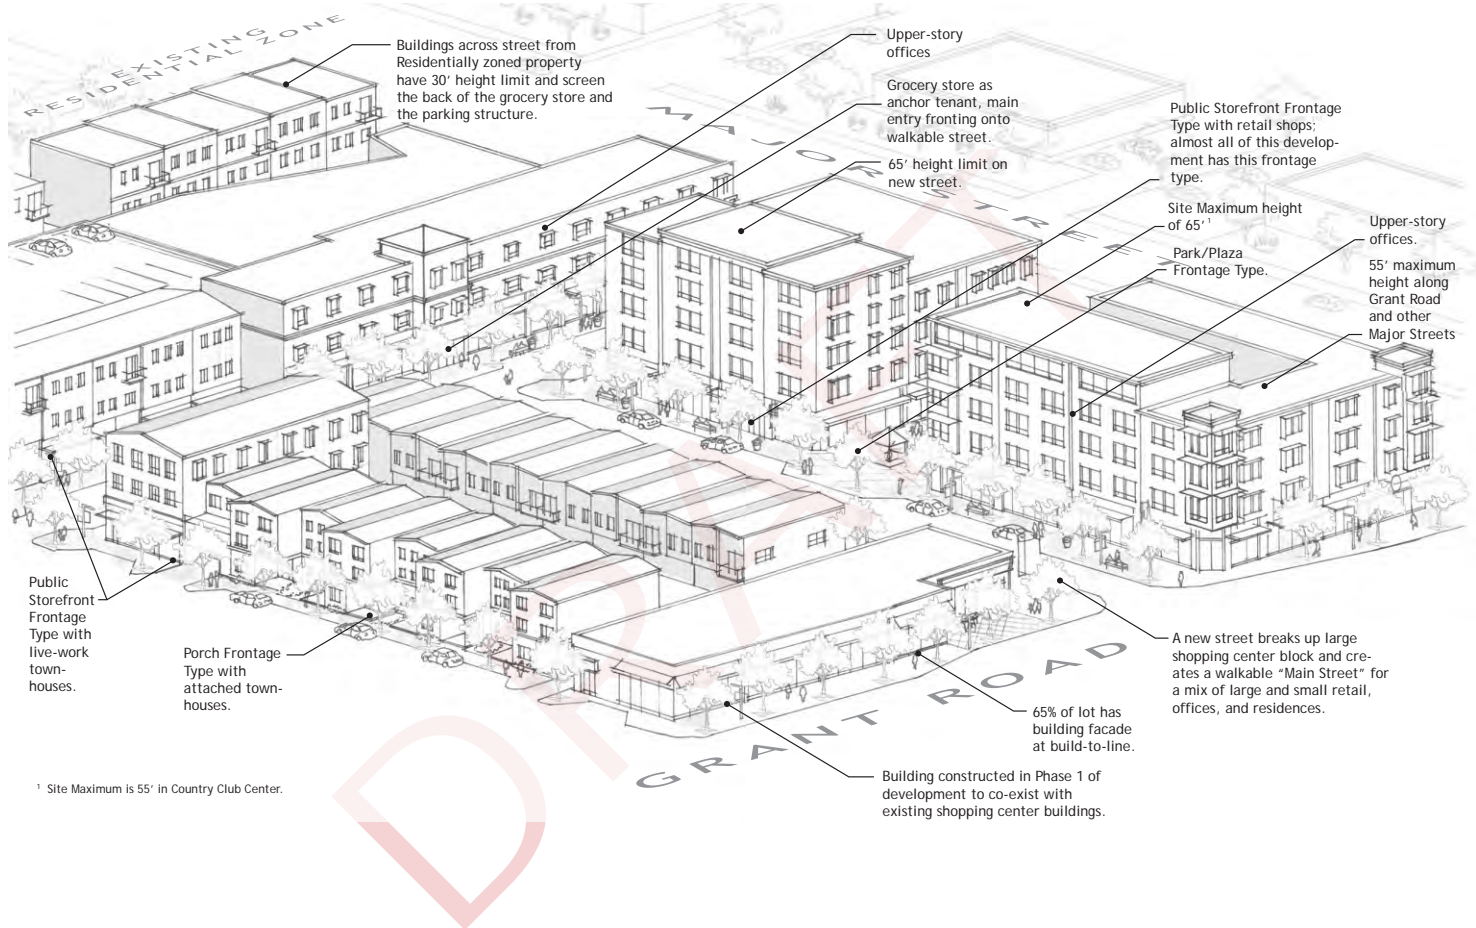 EXISTING
RESIDENTIAL ZONE
Buildings across street from
Residentially zoned property
have 30' height limit and screen
the back of the grocery store and
the parking structure.
Upper-story
offices
Grocery store as
anchor tenant, main
entry fronting onto
walkable street.
65' height limit on
new street.
MAJOR STREET
Public Storefront Frontage
Type with retail shops;
almost all of this develop-
ment has this frontage
type.
Site Maximum height
of 65'1
Park/Plaza
Frontage Type.
Upper-story
offices.
55' maximum
height along
Grant Road
and other
Major Streets
Public
Storefront
Frontage
Type with
live-work
town-
houses.
Porch Frontage
Type with
attached town-
houses.
A new street breaks up large
shopping center block and cre-
ates a walkable “Main Street” for
a mix of large and small retail,
offices, and residences.
65% of lot has
building facade
at build-to-line.
Building constructed in Phase 1 of
development to co-exist with
existing shopping center buildings.
GRANT ROAD
1 Site Maximum is 55' in Country Club Center.
DRAFT